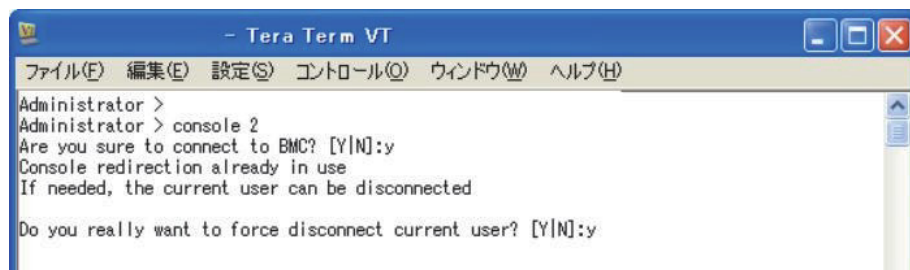 - Tera Term VT
ファイル(F) 編集(E) 設定(S) コントロール(O) ウィンドウ(W) ヘルプ(H)
Administrator >
Administrator > console 2
Are you sure to connect to BMC? [Y|N]:y
Console redirection already in use
If needed, the current user can be disconnected
Do you really want to force disconnect current user? [Y|N]:y